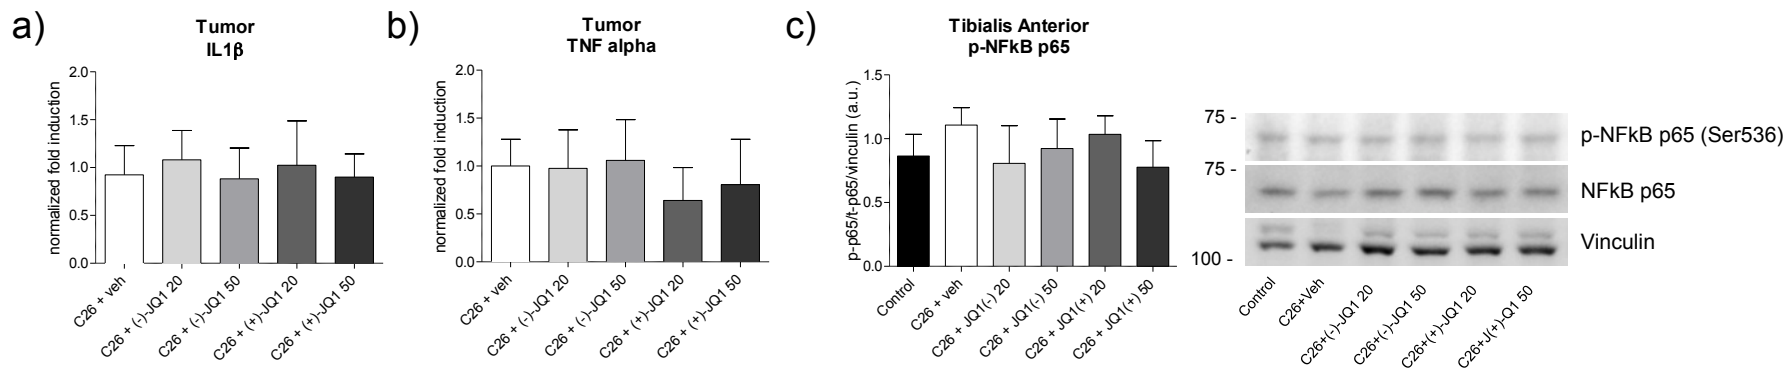 a)
Tumor
IL1β
normalized fold induction
2.0
1.5
1.0
0.5
0.0
C26 + veh
C26 + (-)-JQ1 20
C26 + (-)-JQ1 50
C26 + (+)-JQ1 20
C26 + (+)-JQ1 50
b)
Tumor
TNF alpha
normalized fold induction
2.0
1.5
1.0
0.5
0.0
C26 + veh
C26 + (-)-JQ1 20
C26 + (-)-JQ1 50
C26 + (+)-JQ1 20
C26 + (+)-JQ1 50
c)
Tibialis Anterior
p-NFkB p65
p-p65/t-p65/vinculin (a.u.)
1.5
1.0
0.5
0.0
Control
C26 + veh
C26 + JQ1(-) 20
C26 + JQ1(-) 50
C26 + JQ1(+) 20
C26 + JQ1(+) 50
75 -
p-NFkB p65 (Ser536)
75 -
NFkB p65
Vinculin
100 -
Control
C26+Veh
C26+(-)-JQ1 20
C26+(-)-JQ1 50
C26+(+)-JQ1 20
C26+J(+)-Q1 50